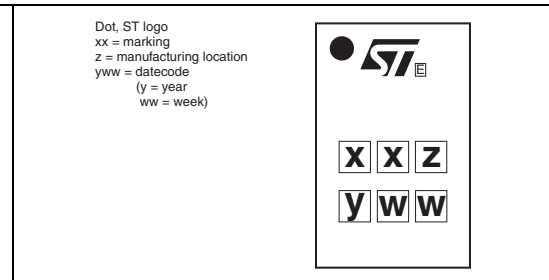 Dot, ST logo
xx = marking
z = manufacturing location
yww = datecode
(y = year
ww = week)
ST E
x x z
y w w